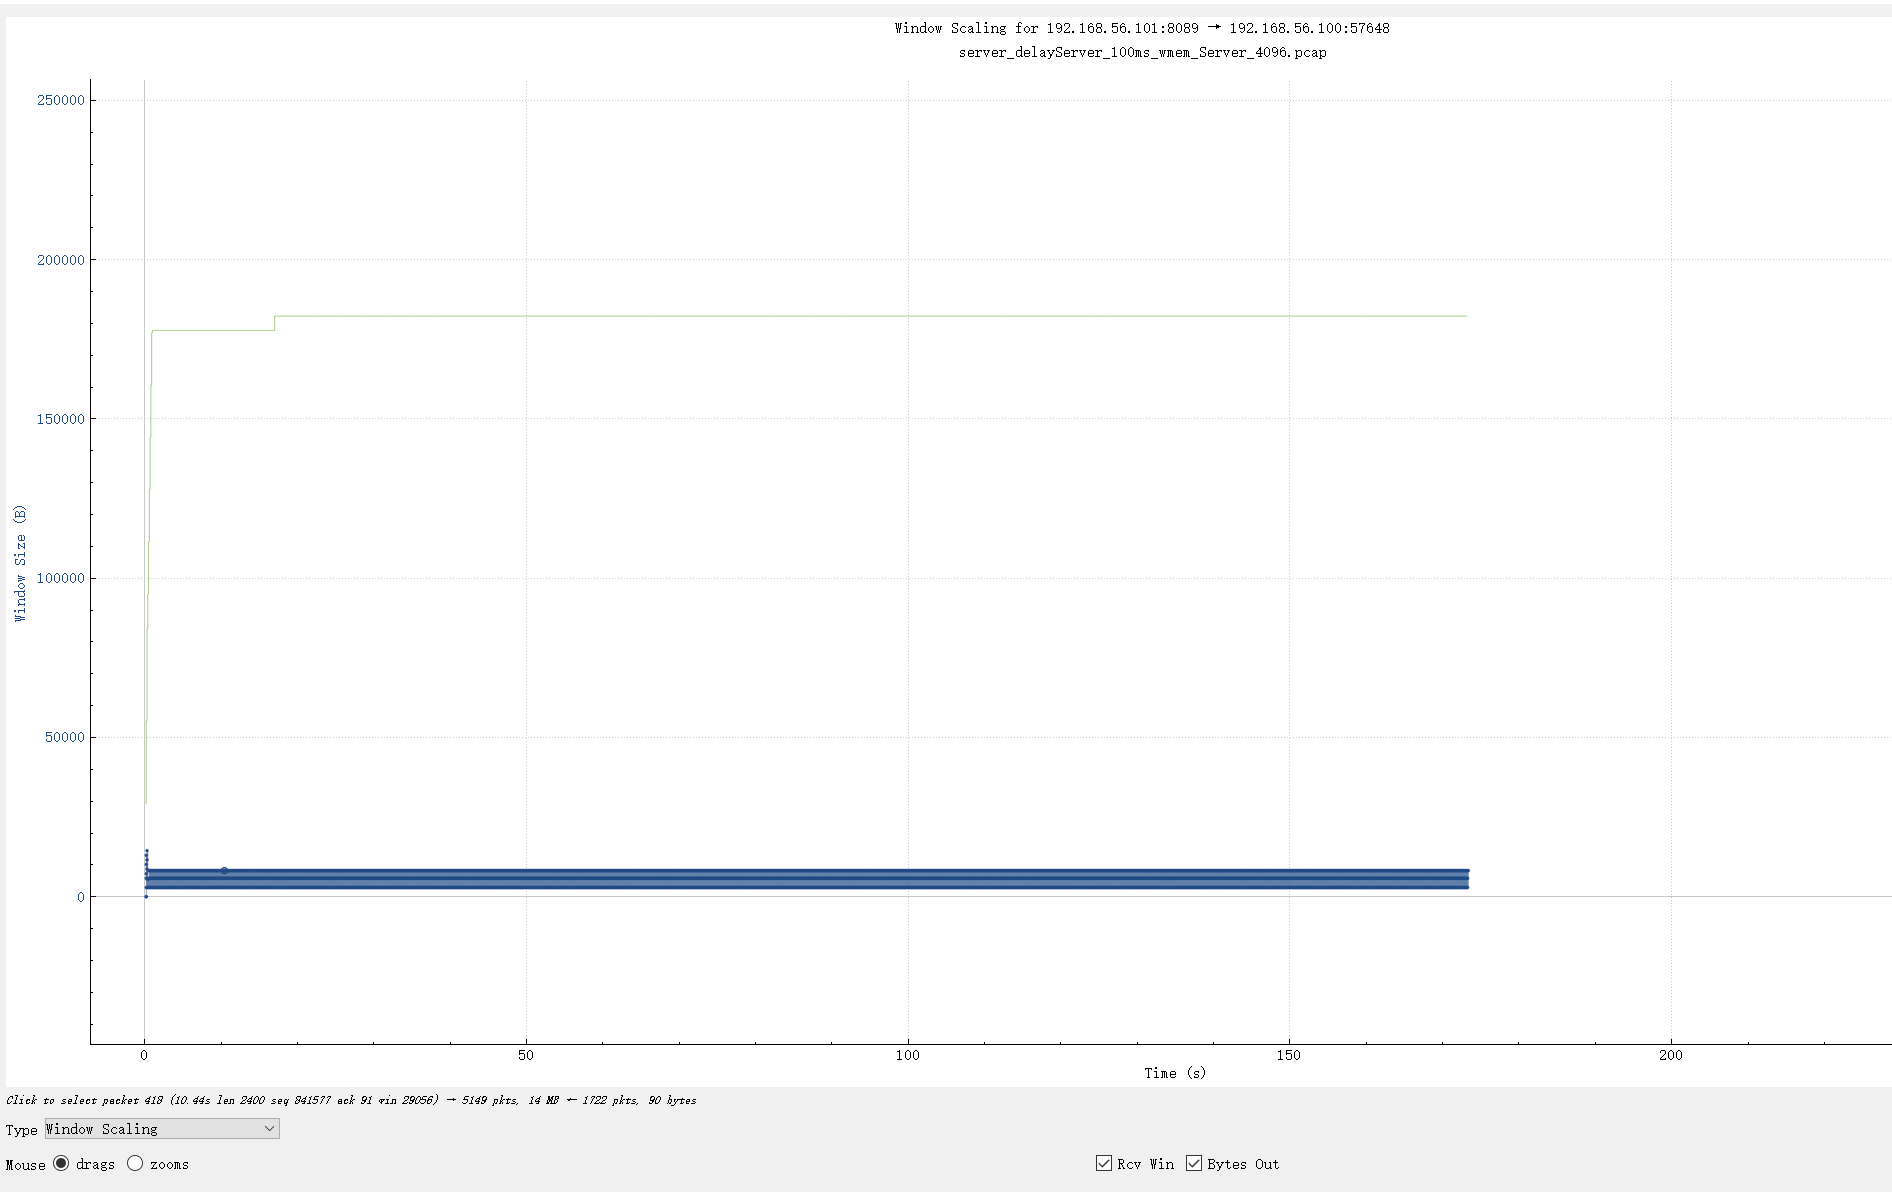 Window Scaling for 192.168.56.101:8089 → 192.168.56.100:57648
server_delayServer_100ms_wmem_Server_4096.pcap
250000
200000
150000
100000
50000
0
Window Size (B)
0 50 100 150 200
Time (s)
Click to select packet 418 (10.44s len 2400 seq 841577 ack 91 win 29056) → 5149 pkts, 14 MB ← 1722 pkts, 90 bytes
Type Window Scaling
Mouse drags zooms
Rcv Win Bytes Out